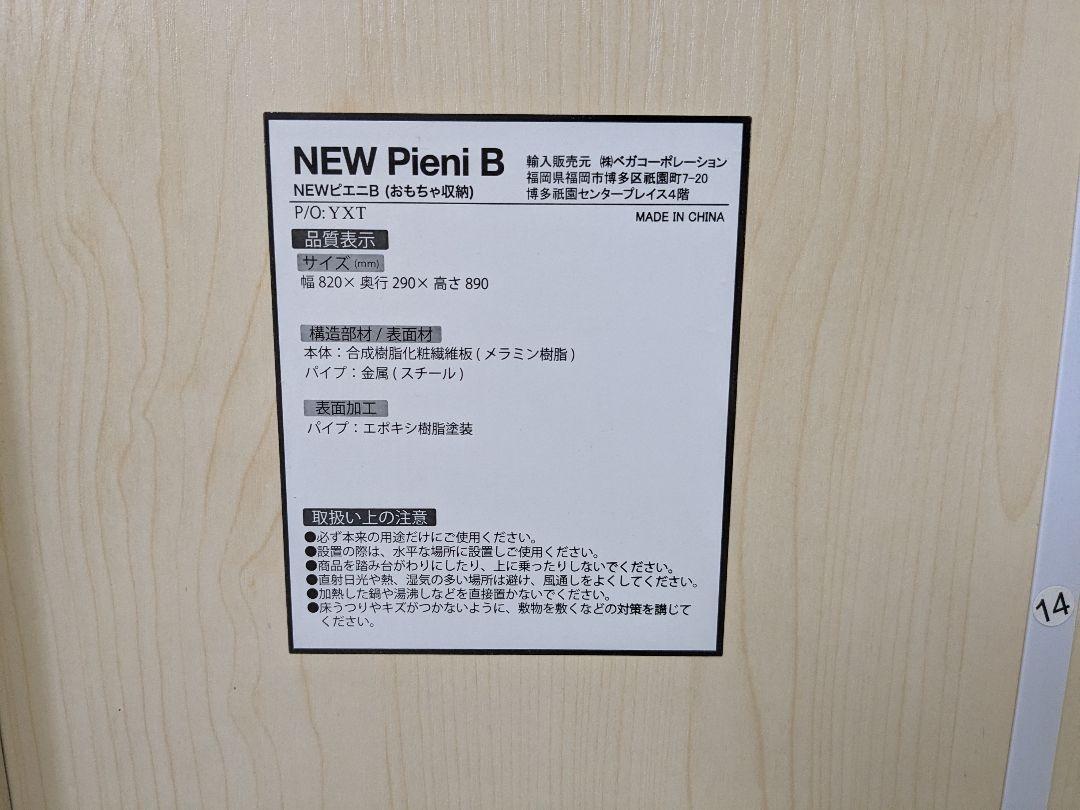 NEW Pieni B
NEWピエニB (おもちゃ収納)
輸入販売元 ㈱ベガコーポレーション
福岡県福岡市博多区祇園町7-20
博多祇園センタープレイス4階
P/O: YXT
MADE IN CHINA
品質表示
サイズ (mm)
幅 820× 奥行 290× 高さ 890
構造部材 / 表面材
本体：合成樹脂化粧繊維板 ( メラミン樹脂 )
パイプ：金属 ( スチール )
表面加工
パイプ：エポキシ樹脂塗装
取扱い上の注意
●必ず本来の用途だけにご使用ください。
●設置の際は、水平な場所に設置しご使用ください。
●商品を踏み台がわりにしたり、上に乗ったりしないでください。
●直射日光や熱、湿気の多い場所は避け、風通しをよくしてください。
●加熱した鍋や湯沸しなどを直接置かないでください。
●床うつりやキズがつかないように、敷物を敷くなどの対策を講じて
ください。
14